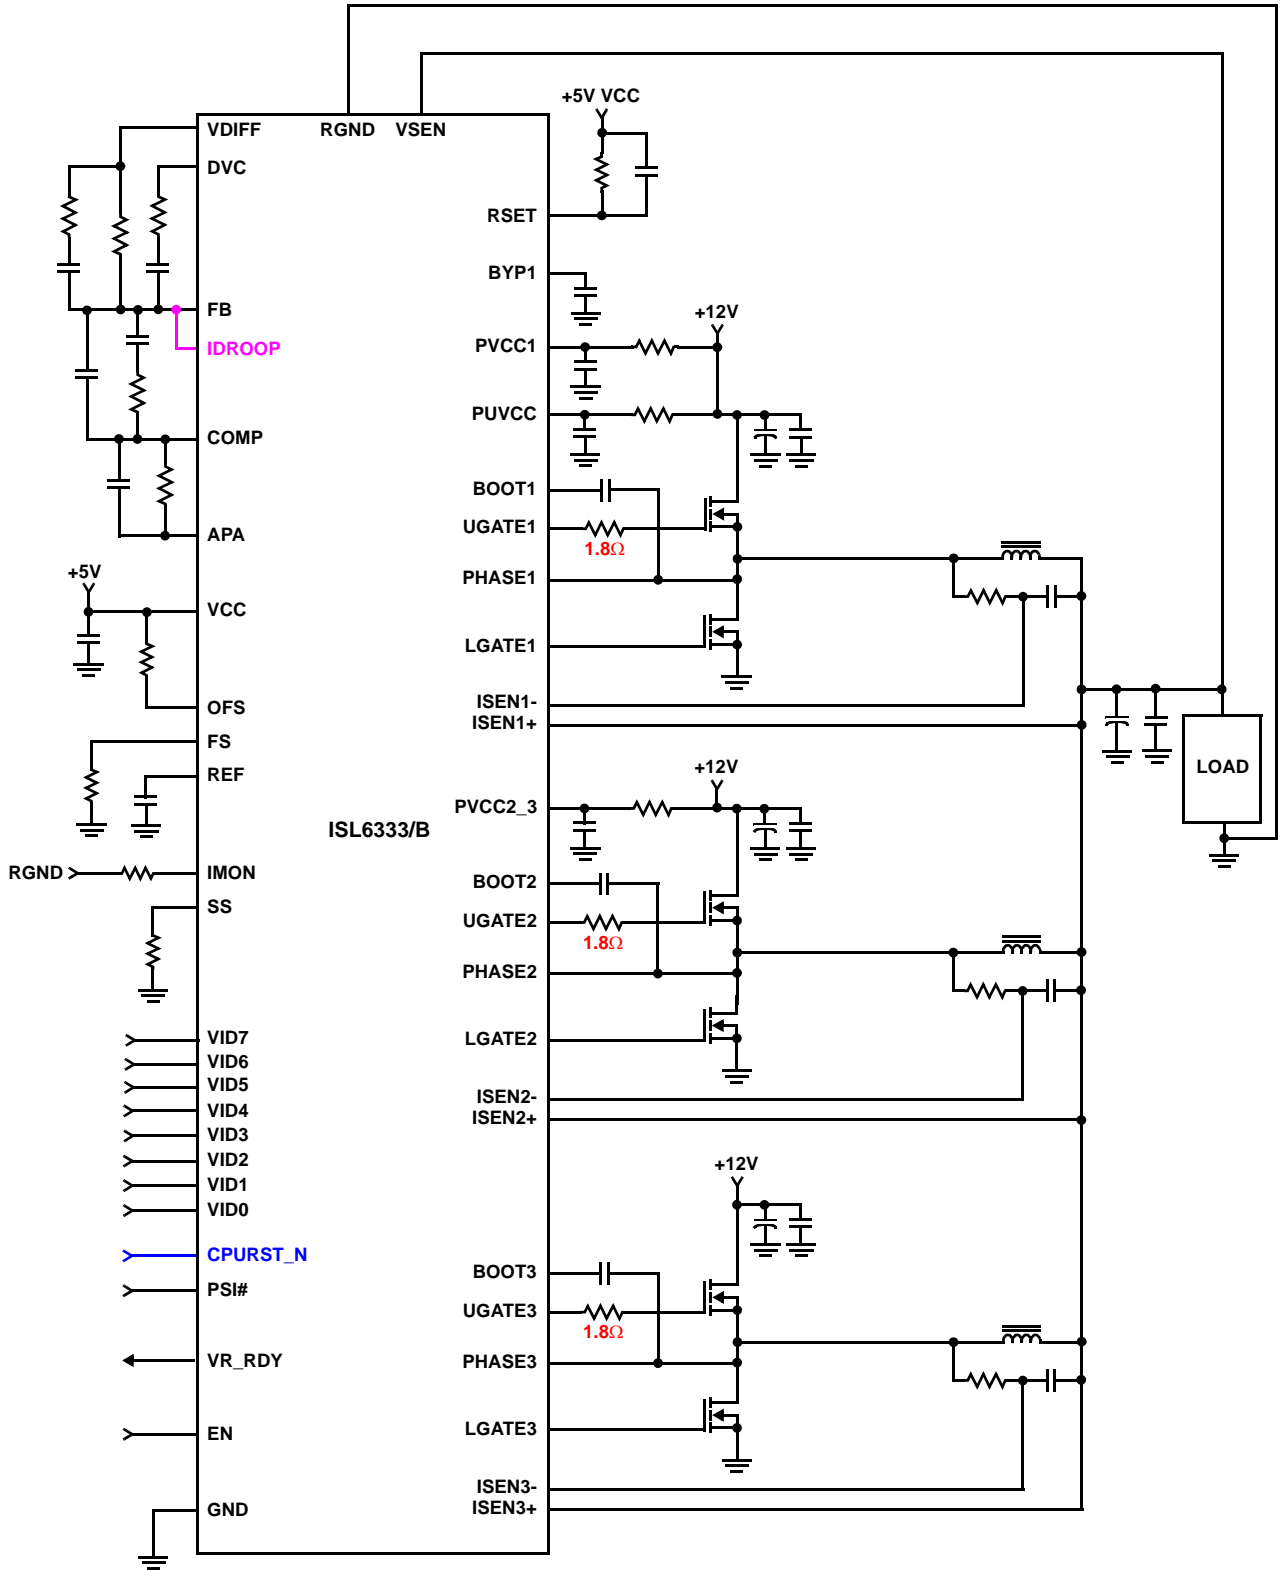 +5V VCC
VDIFF
RGND
VSEN
DVC
RSET
BYP1
FB
+12V
IDROOP
PVCC1
PUVCC
COMP
BOOT1
UGATE1
1.8Ω
APA
+5V
PHASE1
VCC
LGATE1
ISEN1-
OFS
ISEN1+
FS
LOAD
REF
+12V
PVCC2_3
ISL6333/B
RGND
IMON
BOOT2
SS
UGATE2
1.8Ω
PHASE2
VID7
LGATE2
VID6
VID5
ISEN2-
VID4
ISEN2+
VID3
VID2
+12V
VID1
VID0
CPURST_N
BOOT3
PSI#
UGATE3
1.8Ω
VR_RDY
PHASE3
EN
LGATE3
ISEN3-
GND
ISEN3+